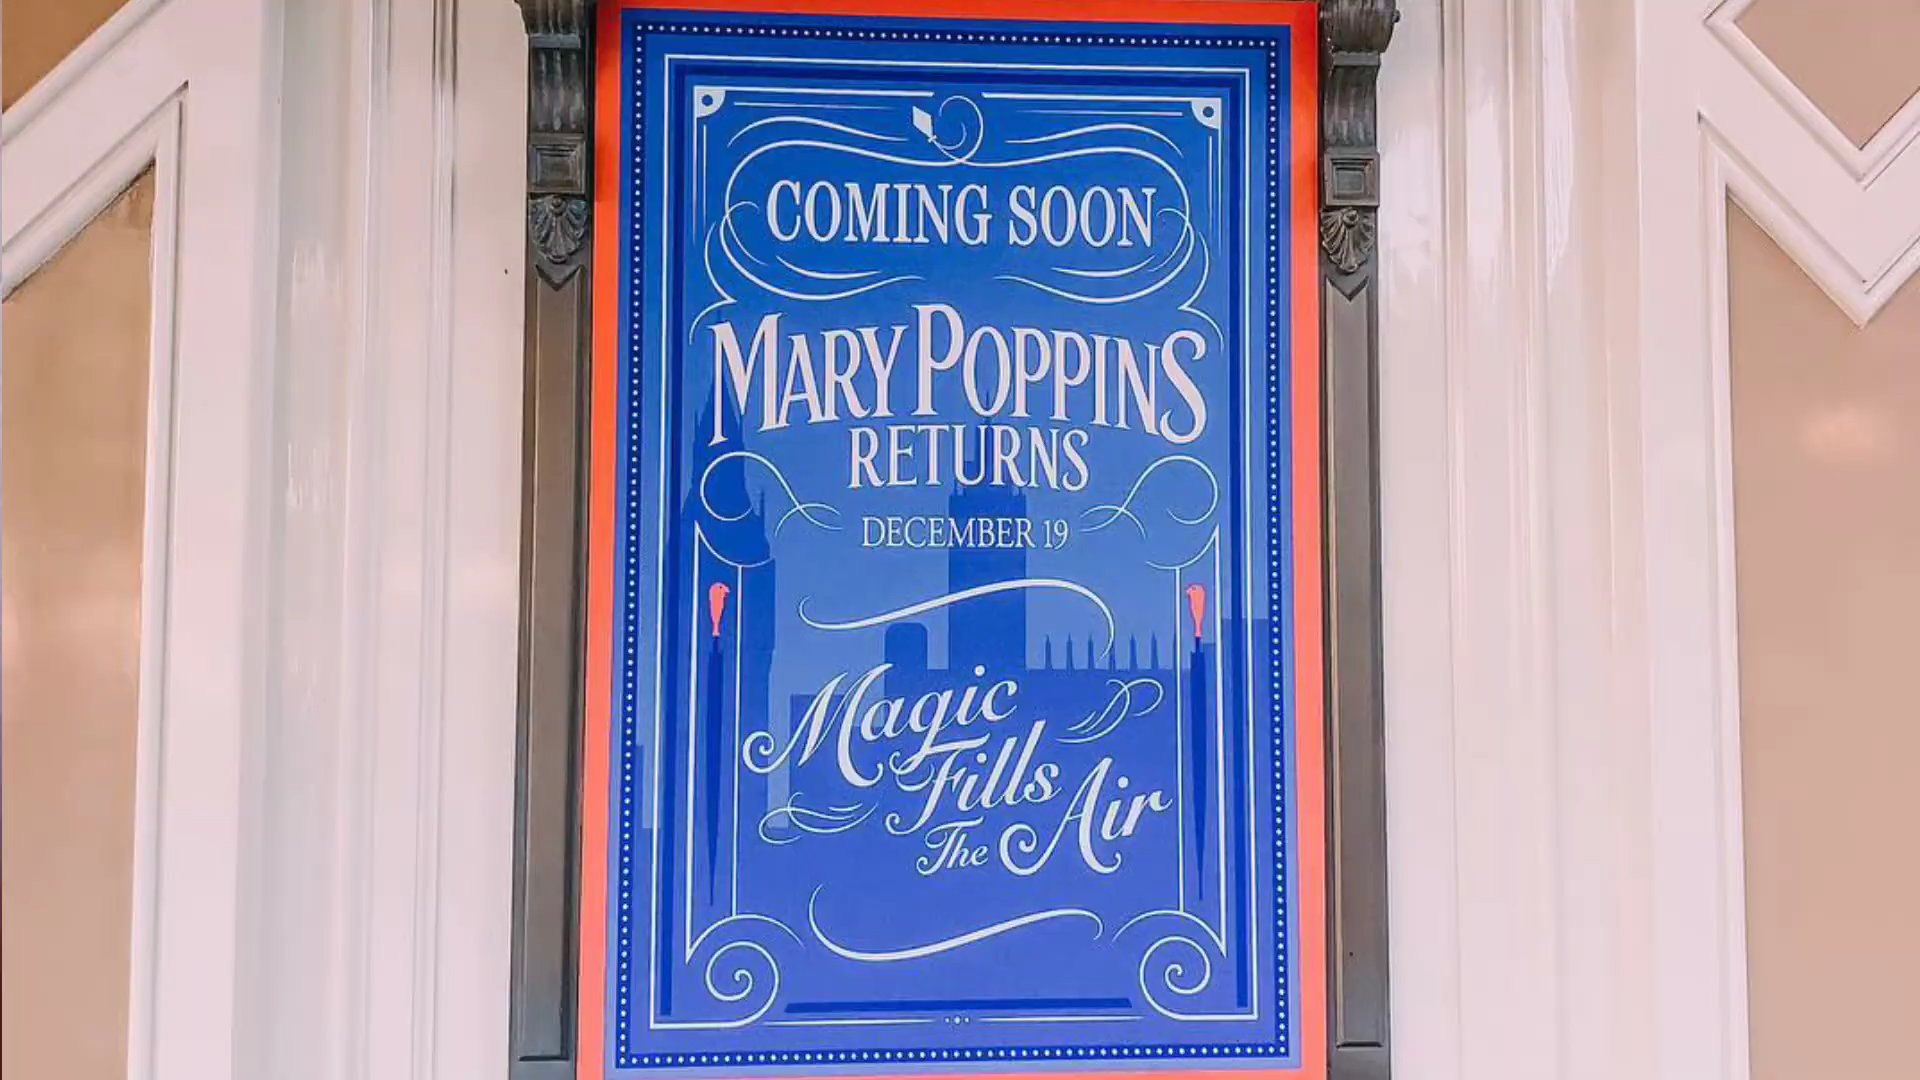 COMING SOON
MARY POPPINS
RETURNS
DECEMBER 19
Magic
Fills
The Air